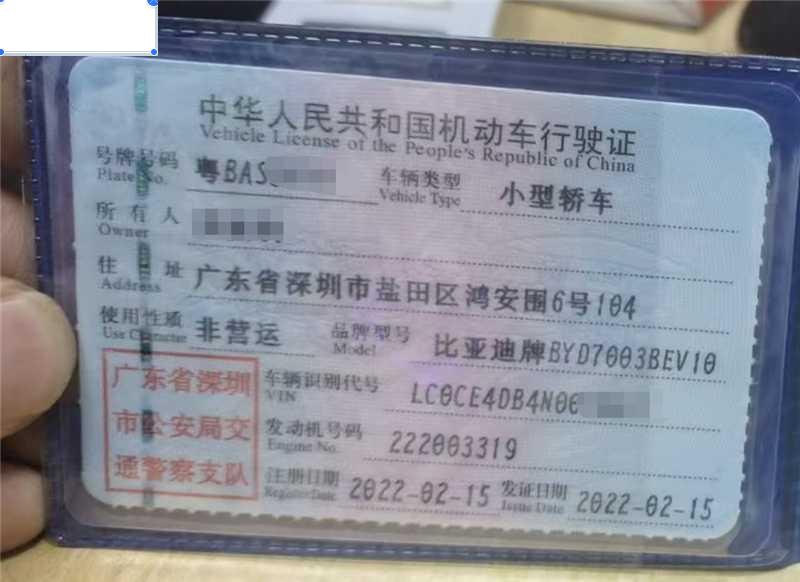 中华人民共和国机动车行驶证
Vehicle License of the People's Republic of China
号牌号码 粤BAS 车辆类型 小型轿车
Plate No. Vehicle Type
所有人
Owner
住址 广东省深圳市盐田区鸿安围6号104
Address
使用性质 非营运 品牌型号 比亚迪牌BYD7003BEV10
Use Character Model
广东省深圳 车辆识别代号 LC0CE4DB4N00
VIN
市公安局交 发动机号码 222003319
Engine No.
通警察支队 注册日期 2022-02-15 发证日期 2022-02-15
Register Date Issue Date